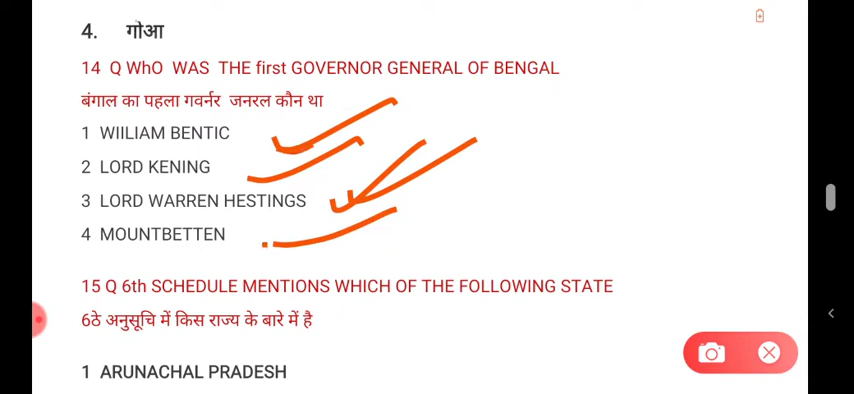 4. गोआ
14 Q WhO WAS THE first GOVERNOR GENERAL OF BENGAL
बंगाल का पहला गवर्नर जनरल कौन था
1 WIILIAM BENTIC
2 LORD KENING
3 LORD WARREN HESTINGS
4 MOUNTBETTEN
15 Q 6th SCHEDULE MENTIONS WHICH OF THE FOLLOWING STATE
6ठे अनुसूचि में किस राज्य के बारे में है
1 ARUNACHAL PRADESH